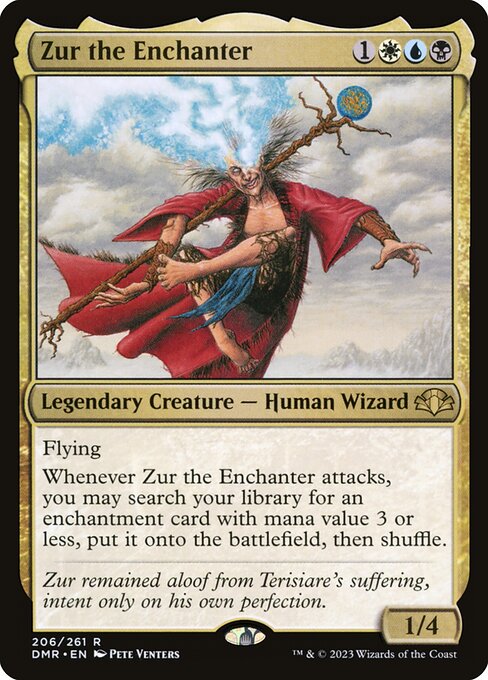 Zur the Enchanter 1
Legendary Creature — Human Wizard
Flying
Whenever Zur the Enchanter attacks,
you may search your library for an
enchantment card with mana value 3 or
less, put it onto the battlefield, then shuffle.
Zur remained aloof from Terisiare's suffering,
intent only on his own perfection.
1/4
206/261 R
DMR • EN Pete Venters
™ & © 2023 Wizards of the Coast